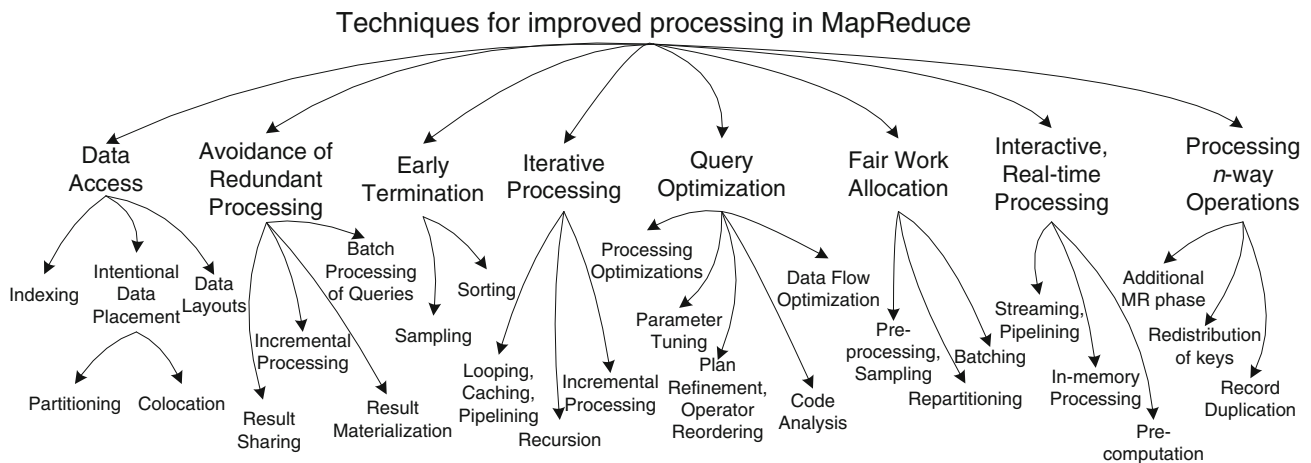 Techniques for improved processing in MapReduce
Data
Access
Avoidance of
Redundant
Processing
Early
Termination
Iterative
Processing
Query
Optimization
Fair Work
Allocation
Interactive,
Real-time
Processing
Processing
n-way
Operations
Indexing
Intentional
Data
Placement
Data
Layouts
Partitioning
Colocation
Result
Sharing
Incremental
Processing
Result
Materialization
Batch
Processing
of Queries
Sampling
Sorting
Looping,
Caching,
Pipelining
Recursion
Incremental
Processing
Processing
Optimizations
Parameter
Tuning
Plan
Refinement,
Operator
Reordering
Code
Analysis
Data Flow
Optimization
Pre-
processing,
Sampling
Repartitioning
Batching
Streaming,
Pipelining
In-memory
Processing
Pre-
computation
Additional
MR phase
Redistribution
of keys
Record
Duplication